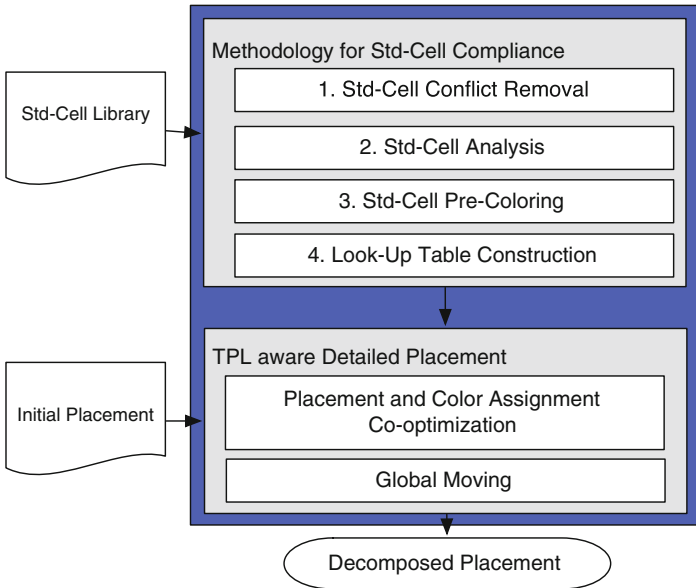 Methodology for Std-Cell Compliance
Std-Cell Library
1. Std-Cell Conflict Removal
2. Std-Cell Analysis
3. Std-Cell Pre-Coloring
4. Look-Up Table Construction
TPL aware Detailed Placement
Initial Placement
Placement and Color Assignment
Co-optimization
Global Moving
Decomposed Placement